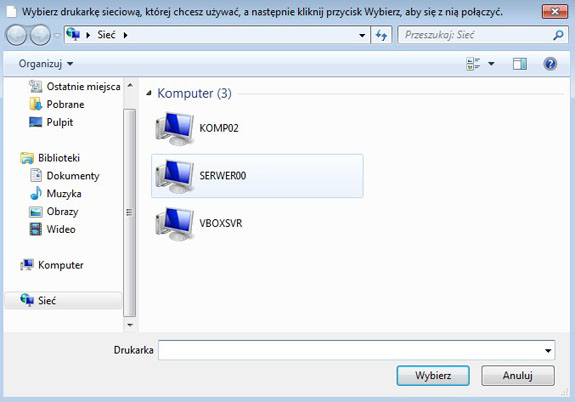 Wybierz drukarkę sieciową, której chcesz używać, a następnie kliknij przycisk Wybierz, aby się z nią połączyć.
Sieć
Przeszukaj: Sieć
Organizuj
Ostatnie miejsca
Pobrane
Pulpit
Biblioteki
Dokumenty
Muzyka
Obrazy
Wideo
Komputer
Sieć
Komputer (3)
KOMP02
SERWER00
VBOXSVR
Drukarka
Wybierz
Anuluj